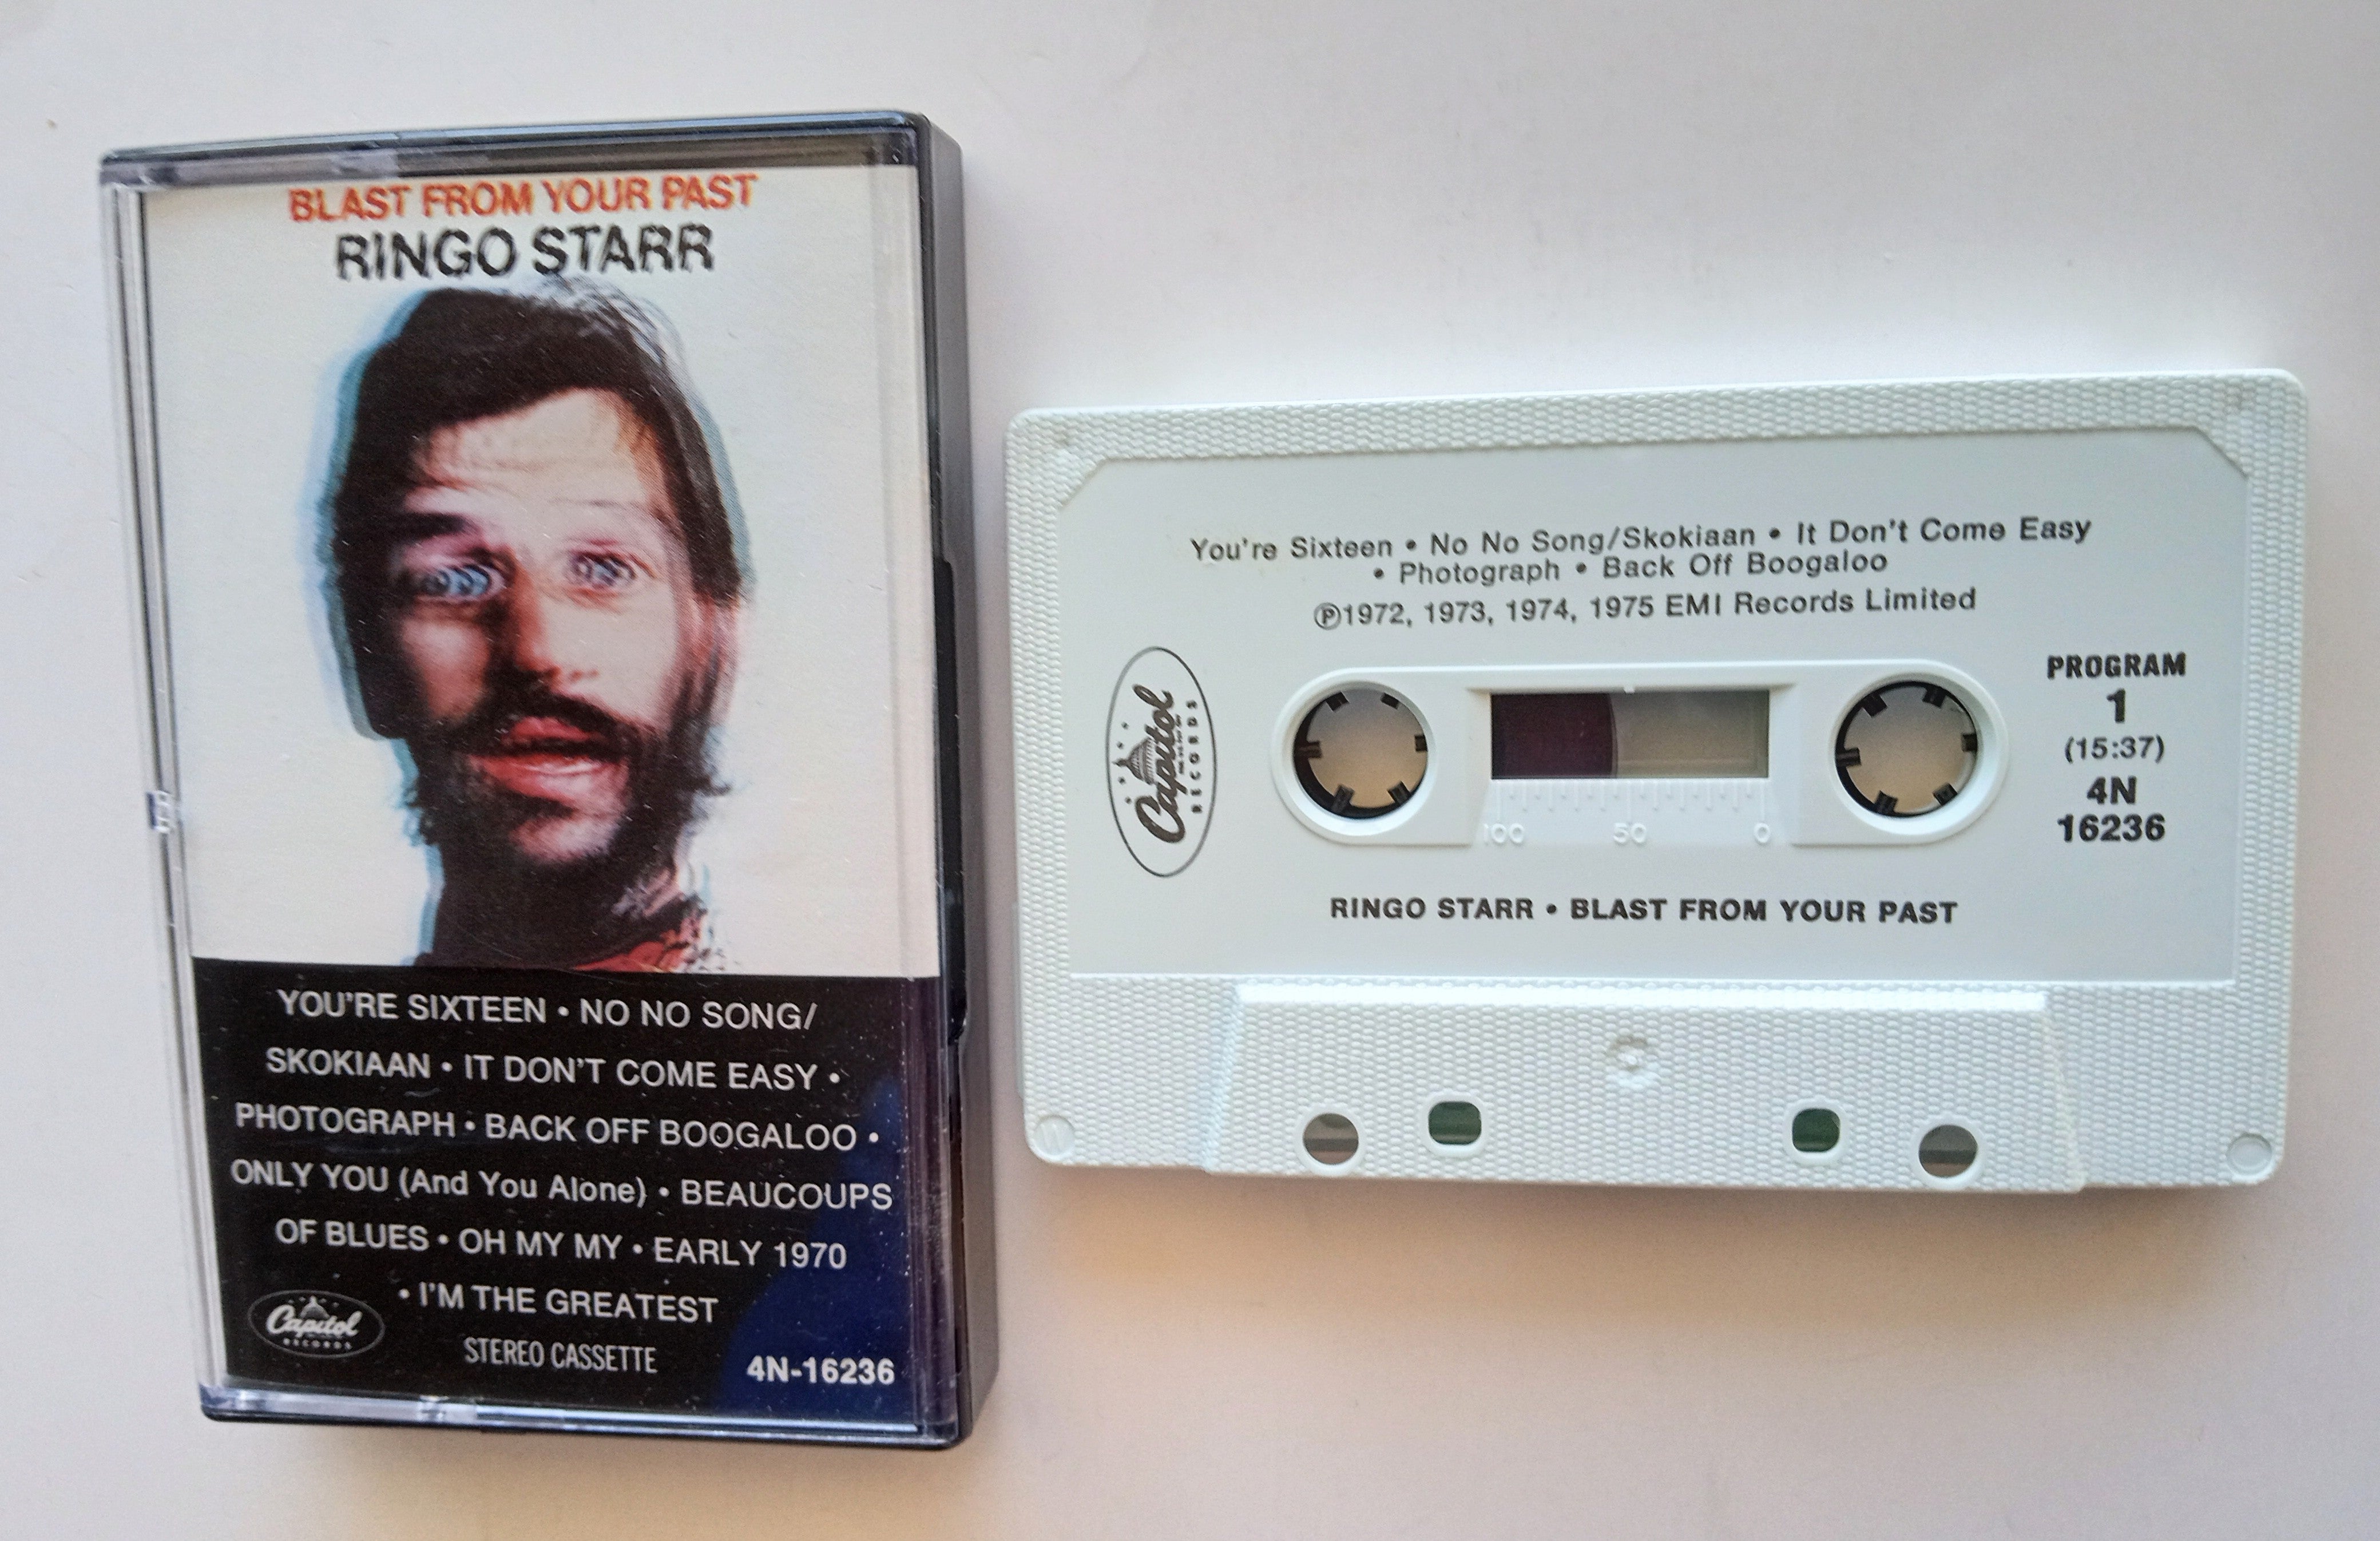 BLAST FROM YOUR PAST
RINGO STARR
YOU'RE SIXTEEN • NO NO SONG/
SKOKIAAN • IT DON'T COME EASY •
PHOTOGRAPH • BACK OFF BOOGALOO •
ONLY YOU (And You Alone) • BEAUCOUPS
OF BLUES • OH MY MY • EARLY 1970
• I'M THE GREATEST
Capitol
RECORDS
STEREO CASSETTE
4N-16236
You're Sixteen • No No Song/Skokiaan • It Don't Come Easy
• Photograph • Back Off Boogaloo
Ⓟ1972, 1973, 1974, 1975 EMI Records Limited
Capitol
RECORDS
PROGRAM
1
(15:37)
4N
16236
100 50 0
RINGO STARR • BLAST FROM YOUR PAST